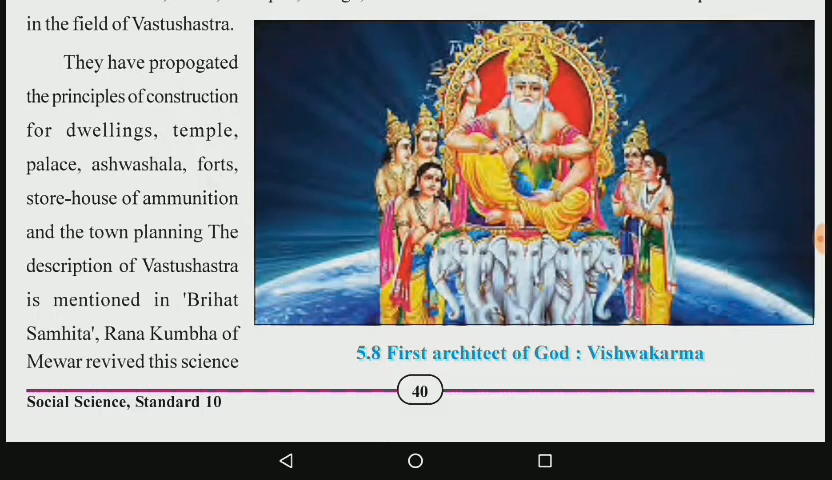 in the field of Vastushastra.
They have propogated
the principles of construction
for dwellings, temple,
palace, ashwashala, forts,
store-house of ammunition
and the town planning The
description of Vastushastra
is mentioned in 'Brihat
Samhita', Rana Kumbha of
Mewar revived this science
5.8 First architect of God : Vishwakarma
40
Social Science, Standard 10